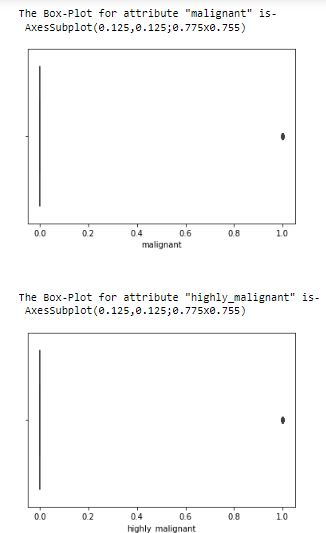 The Box-Plot for attribute "malignant" is-
AxesSubplot(0.125,0.125;0.775x0.755)
0.0 0.2 0.4 0.6 0.8 1.0
malignant
The Box-Plot for attribute "highly_malignant" is-
AxesSubplot(0.125,0.125;0.775x0.755)
0.0 0.2 0.4 0.6 0.8 1.0
highly malignant